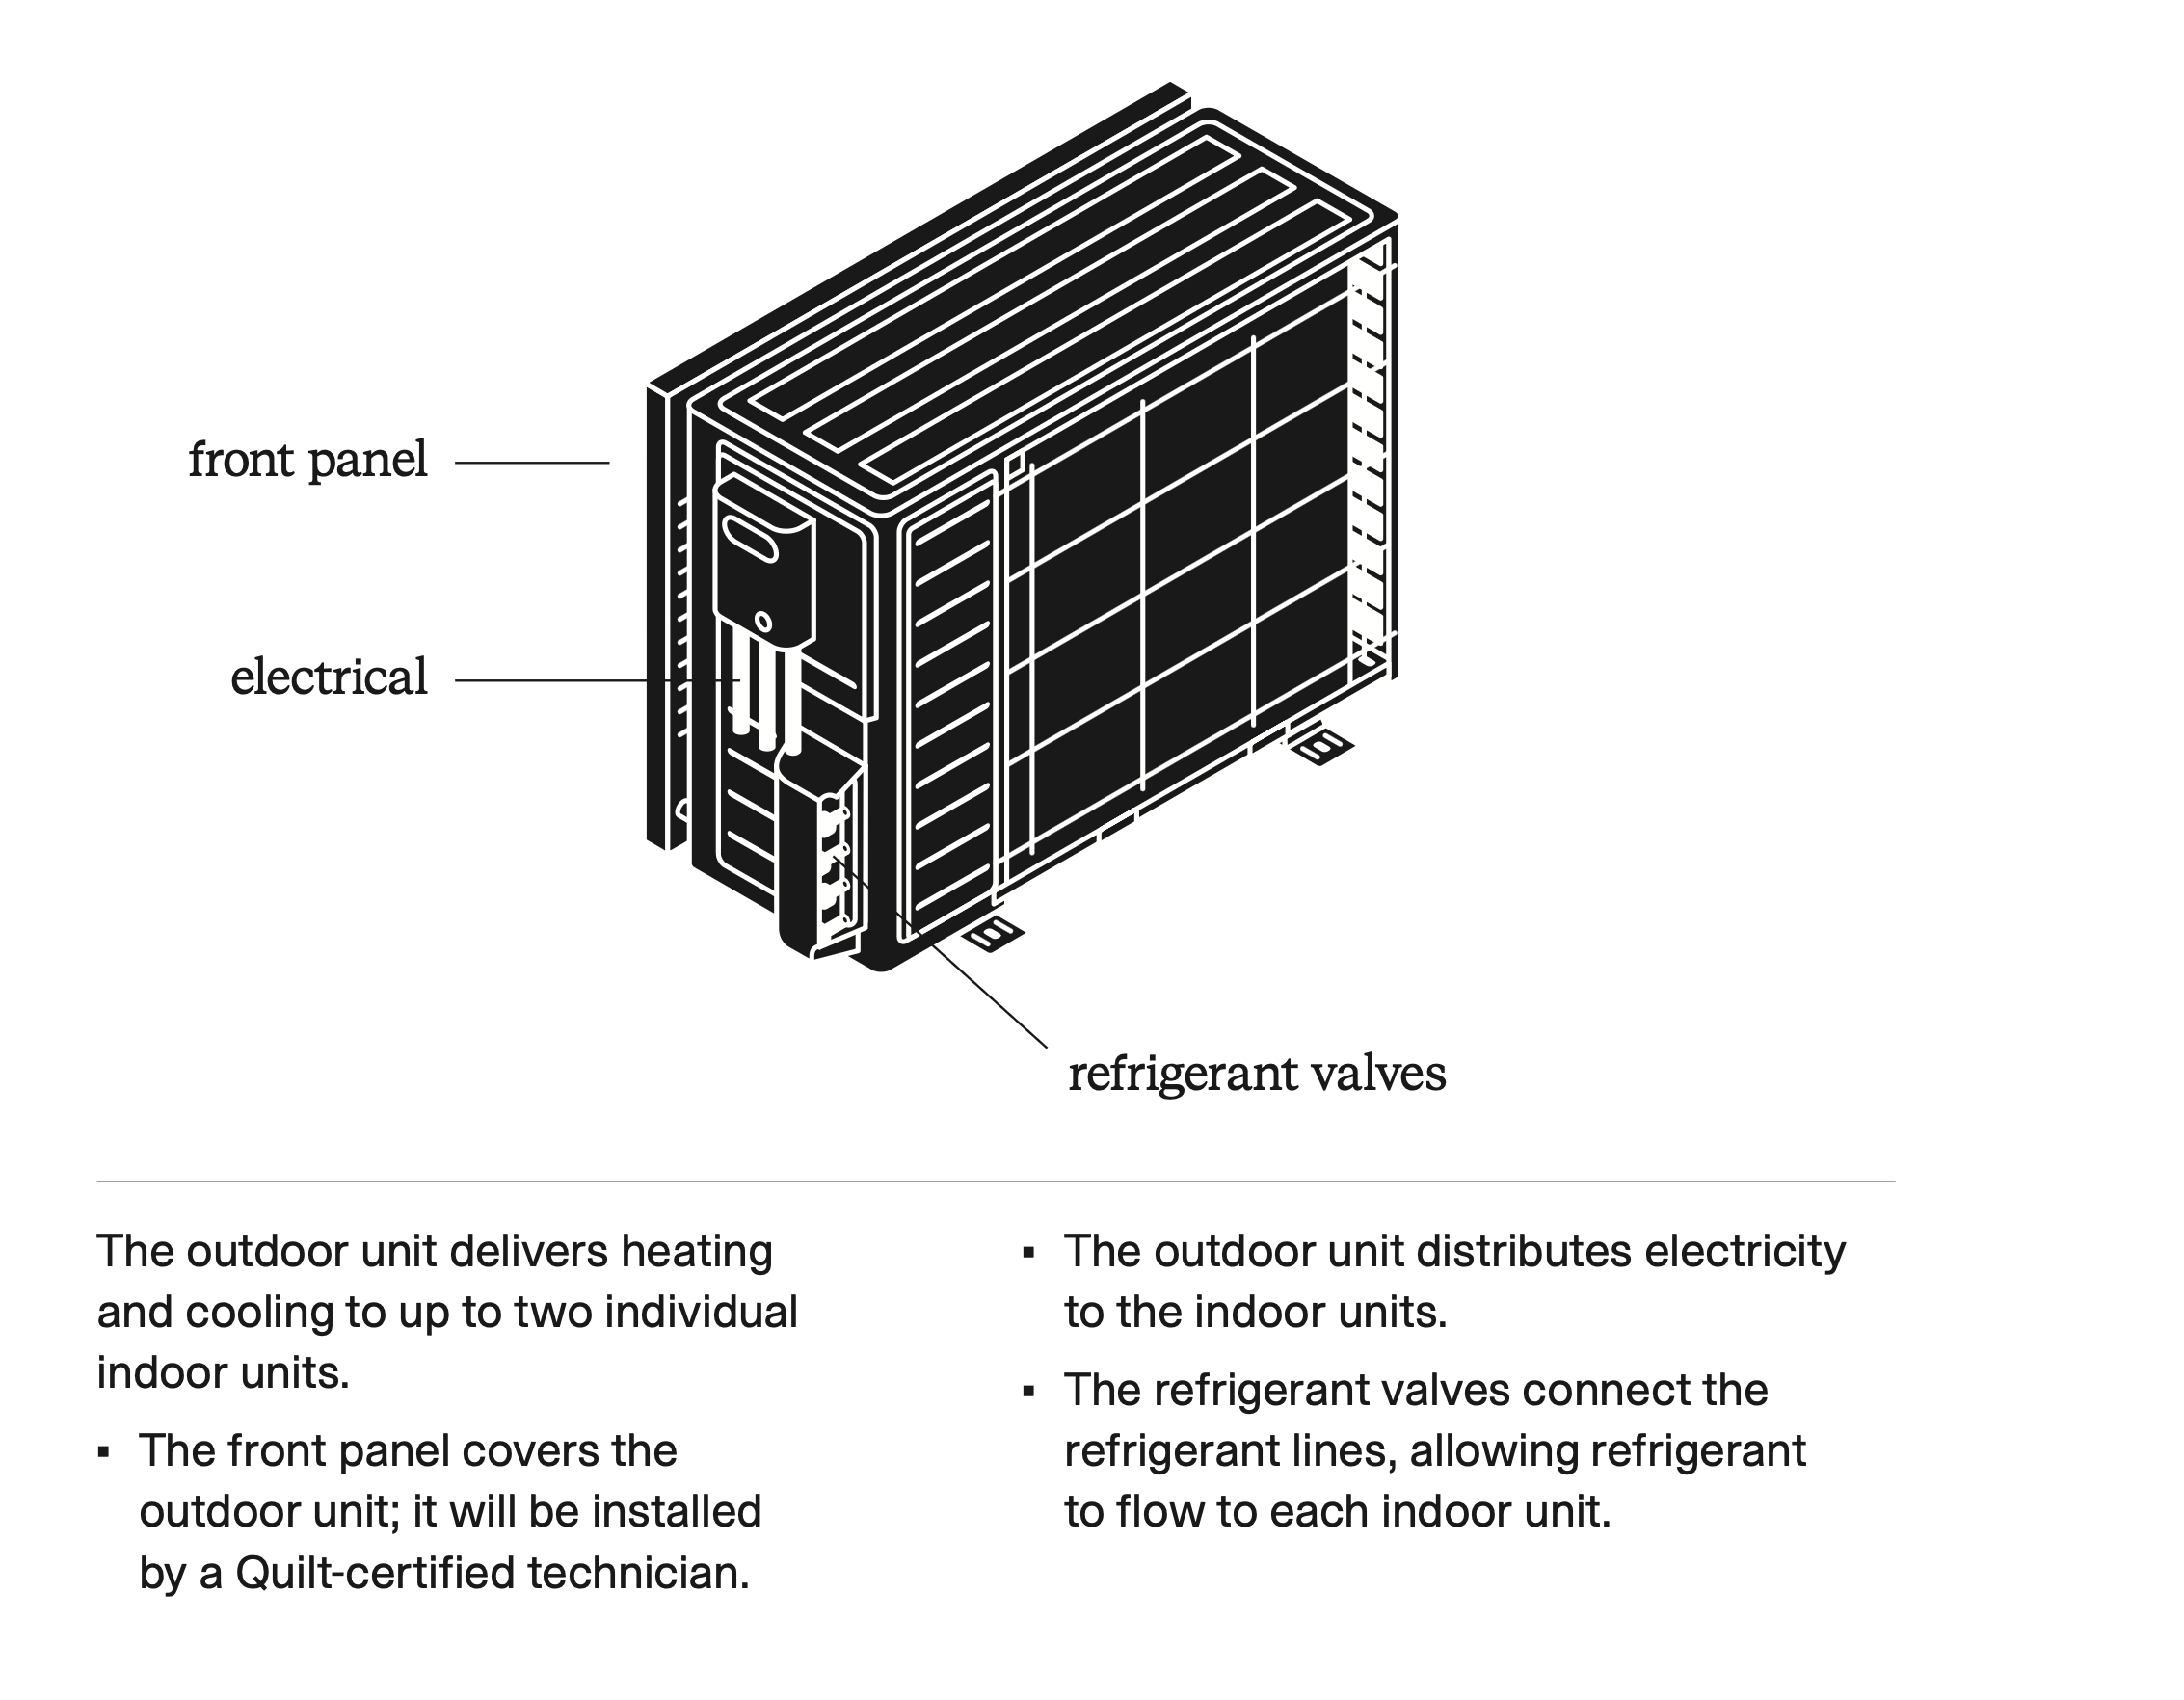 front panel
electrical
refrigerant valves
The outdoor unit delivers heating
and cooling to up to two individual
indoor units.
▪ The front panel covers the
outdoor unit; it will be installed
by a Quilt-certified technician.
▪ The outdoor unit distributes electricity
to the indoor units.
▪ The refrigerant valves connect the
refrigerant lines, allowing refrigerant
to flow to each indoor unit.